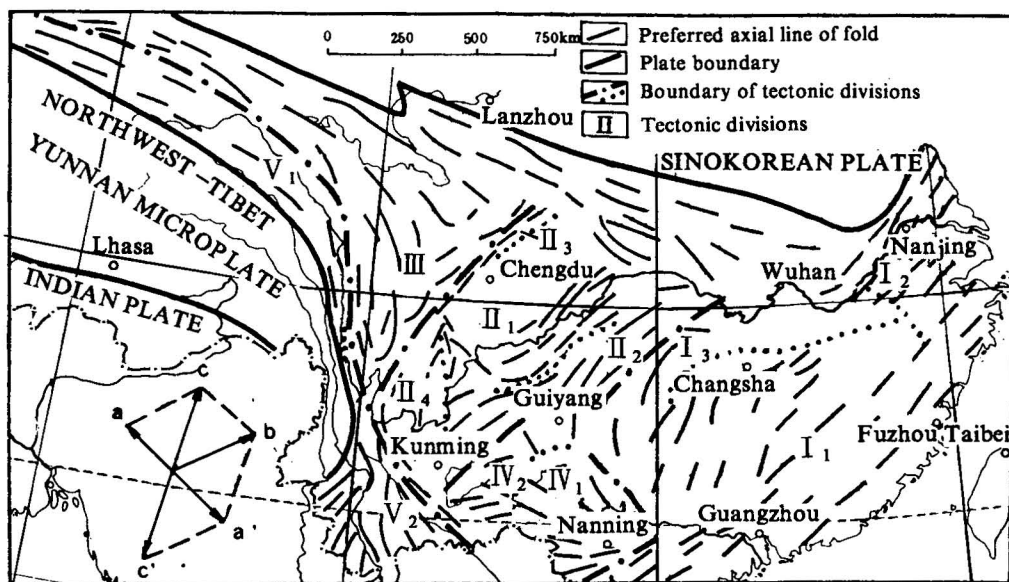 0 250 500 750km
Preferred axial line of fold
Plate boundary
Boundary of tectonic divisions
II Tectonic divisions
Lanzhou
SINOKOREAN PLATE
NORTHWEST-TIBET
YUNNAN MICROPLATE
INDIAN PLATE
V₁
Lhasa
III
II₃
Chengdu
Wuhan
Nanjing
I₂
II₁
II₂
I₃
Changsha
II₄
Guiyang
Kunming
Fuzhou
Taibei
I₁
IV₂
IV₁
V₂
Nanning
Guangzhou
c
a
b
a'
c'